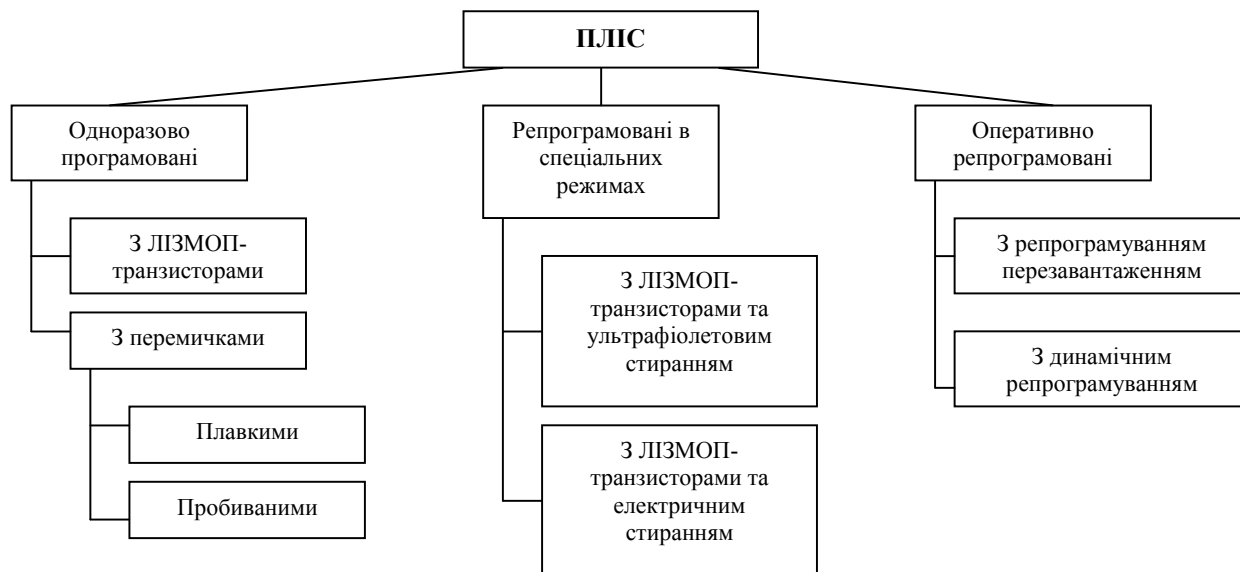 ПЛІС
Одноразово
програмовані
З ЛІЗМОП-
транзисторами
З перемичками
Плавкими
Пробиваними
Репрограмовані в
спеціальних
режимах
З ЛІЗМОП-
транзисторами та
ультрафіолетовим
стиранням
З ЛІЗМОП-
транзисторами та
електричним
стиранням
Оперативно
репрограмовані
З репрограмуванням
перезавантаженням
З динамічним
репрограмуванням